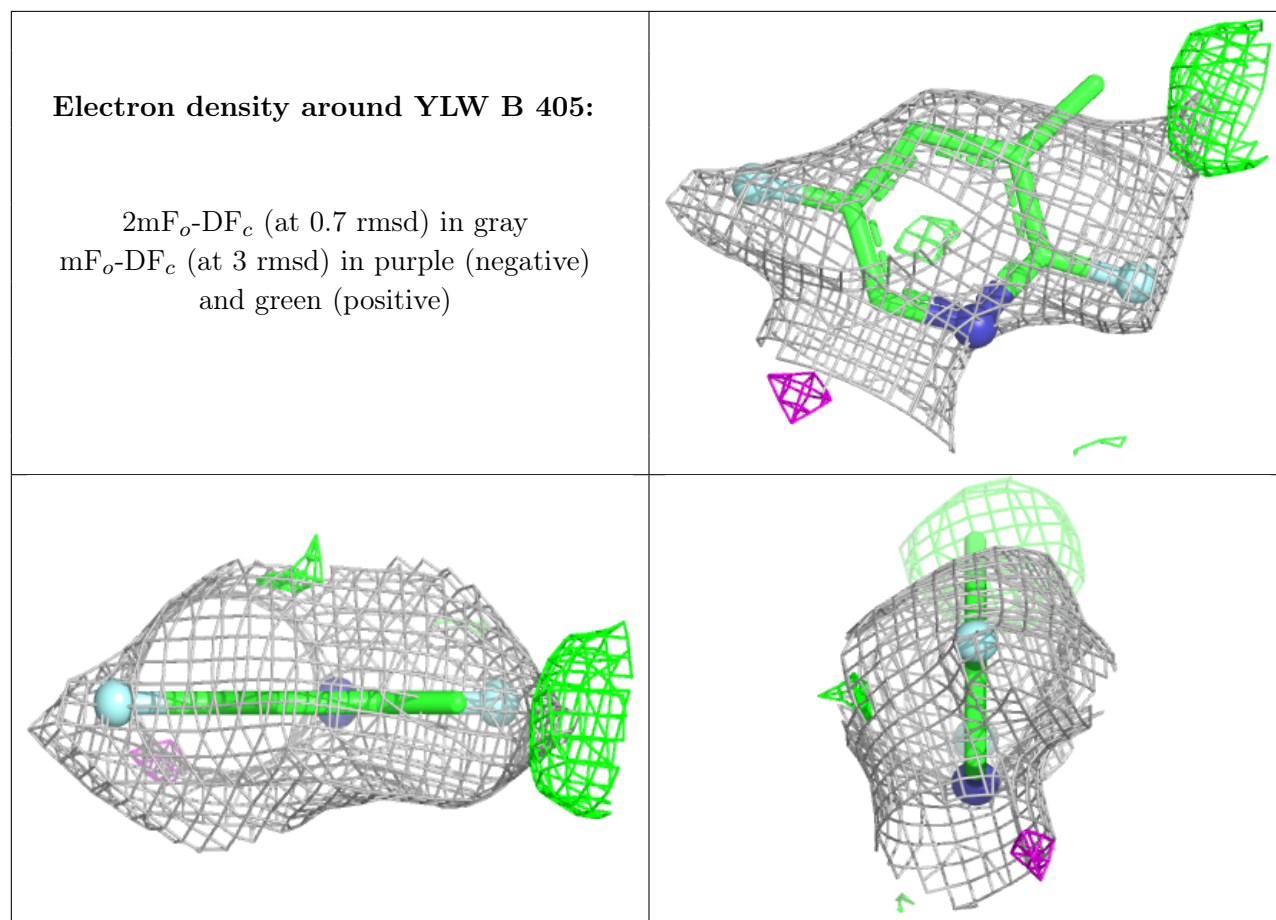 Electron density around YLW B 405:
2mFo-DFc (at 0.7 rmsd) in gray
mFo-DFc (at 3 rmsd) in purple (negative)
and green (positive)